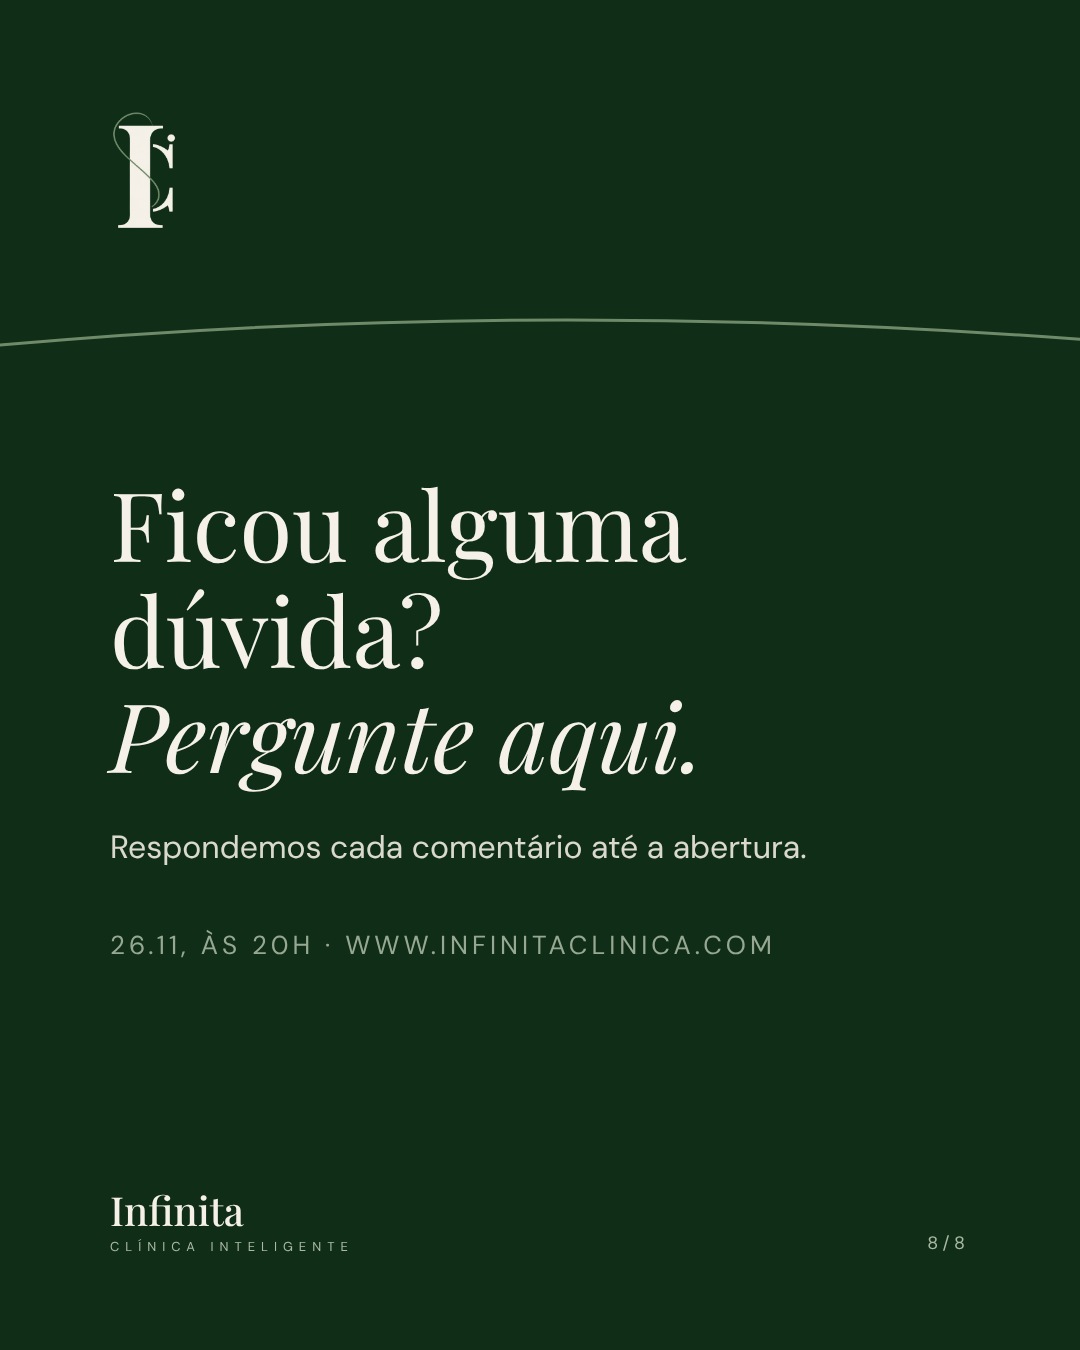 Ficou alguma
dúvida?
Pergunte aqui.
Respondemos cada comentário até a abertura.
26.11, ÀS 20H · WWW.INFINITACLINICA.COM
Infinita
CLÍNICA INTELIGENTE
8/8